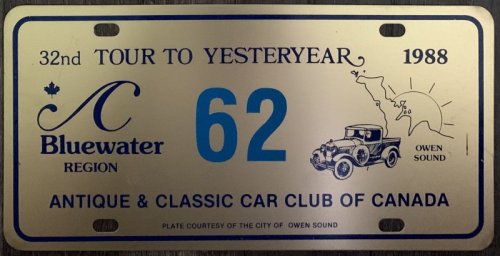 32nd TOUR TO YESTERYEAR 1988
Bluewater
REGION
62
OWEN
SOUND
ANTIQUE & CLASSIC CAR CLUB OF CANADA
PLATE COURTESY OF THE CITY OF OWEN SOUND